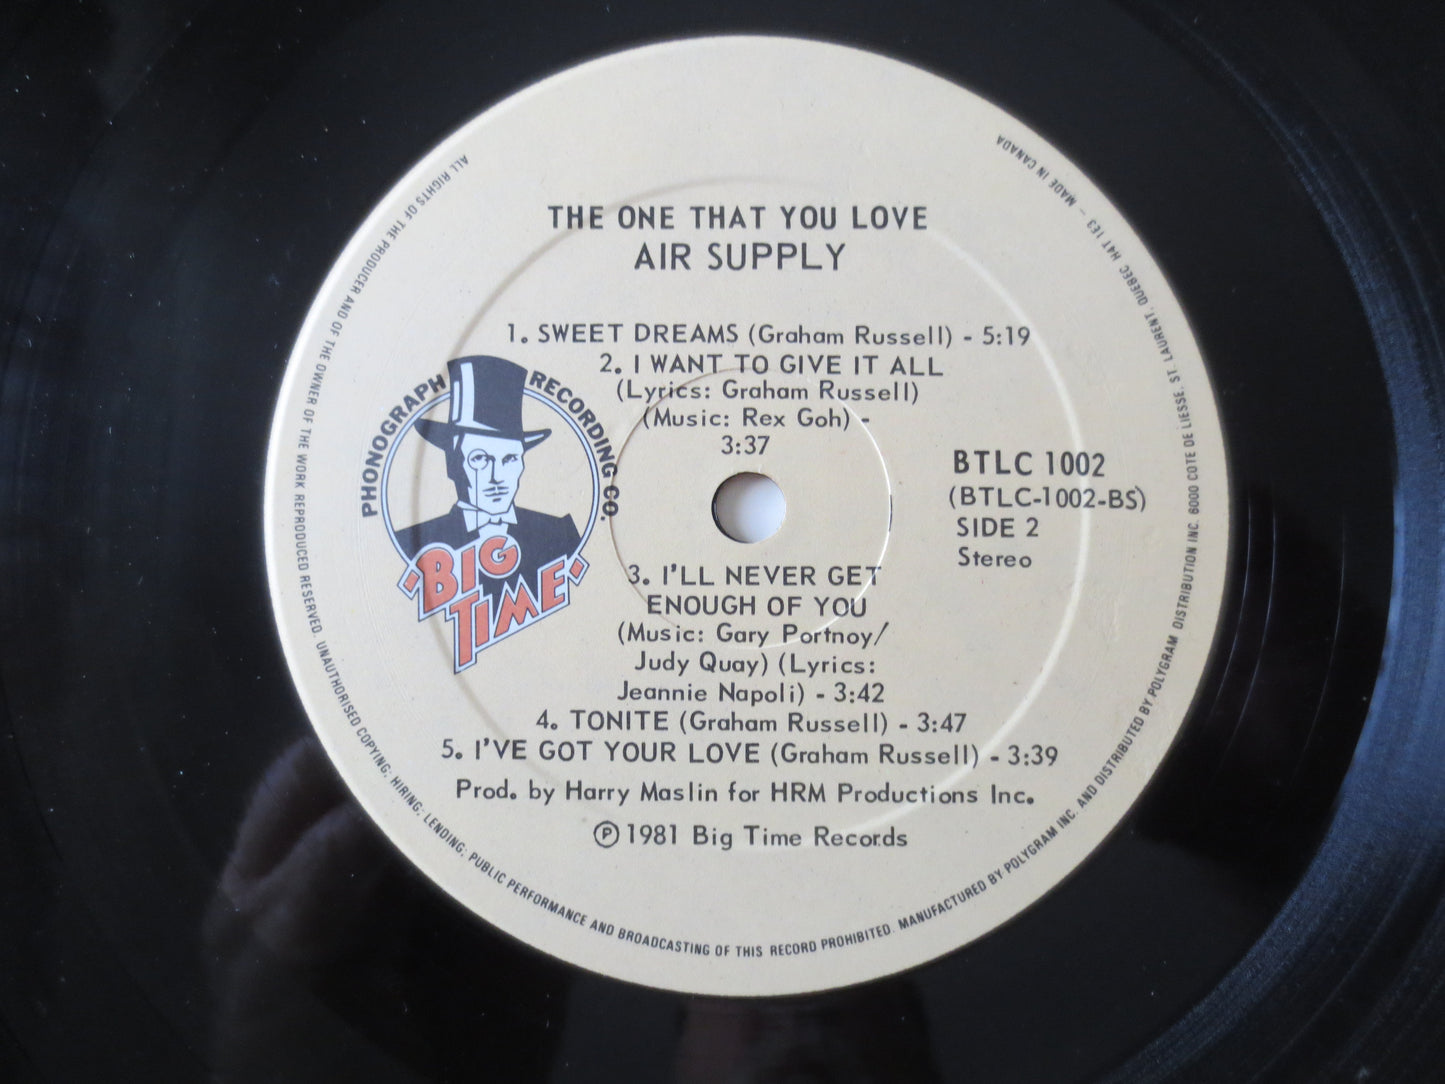 THE ONE THAT YOU LOVE
AIR SUPPLY
1. SWEET DREAMS (Graham Russell) - 5:19
2. I WANT TO GIVE IT ALL
(Lyrics: Graham Russell)
(Music: Rex Goh) -
3:37
PHONOGRAPH RECORDING CO.
BIG
TIME
BTLC 1002
(BTLC-1002-BS)
SIDE 2
Stereo
3. I'LL NEVER GET
ENOUGH OF YOU
(Music: Gary Portnoy/
Judy Quay) (Lyrics:
Jeannie Napoli) - 3:42
4. TONITE (Graham Russell) - 3:47
5. I'VE GOT YOUR LOVE (Graham Russell) - 3:39
Prod. by Harry Maslin for HRM Productions Inc.
℗ 1981 Big Time Records
ALL RIGHTS OF THE PRODUCER AND OF THE OWNER OF THE WORK REPRODUCED RESERVED. UNAUTHORISED COPYING; HIRING; LENDING; PUBLIC PERFORMANCE AND BROADCASTING OF THIS RECORD PROHIBITED. MANUFACTURED BY POLYGRAM INC. AND DISTRIBUTED BY POLYGRAM DISTRIBUTION INC. 6000 COTE DE LIESSE, ST. LAURENT, QUEBEC H4T 1E3 – MADE IN CANADA